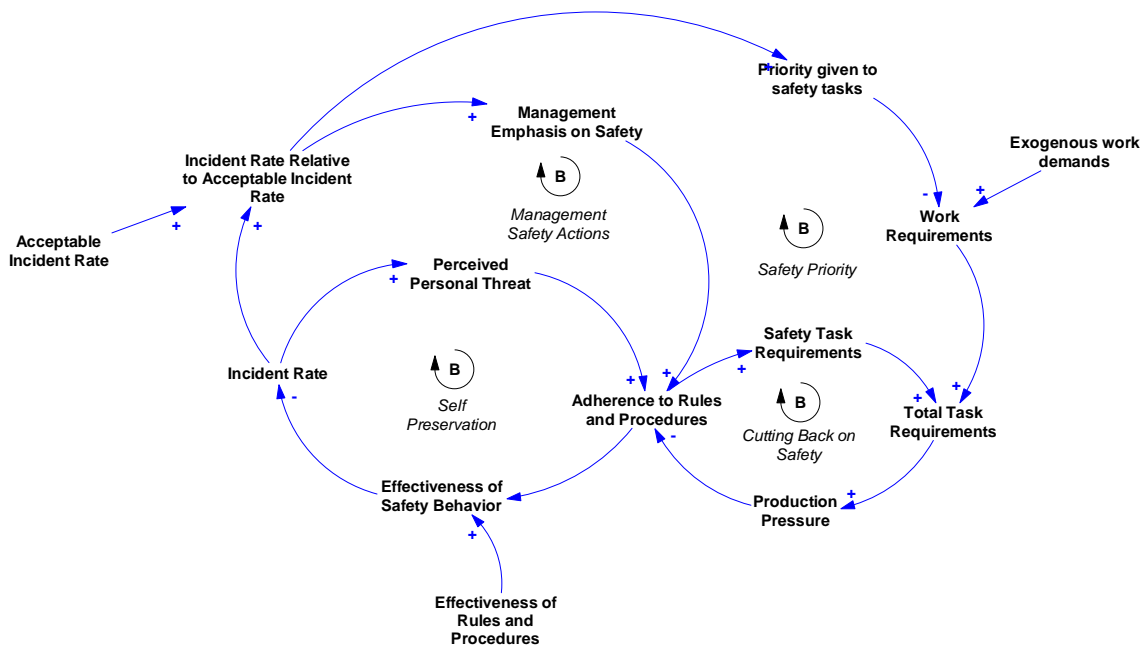 Priority given to
safety tasks
+
Management
Emphasis on Safety
+
Exogenous work
demands
Incident Rate Relative
to Acceptable Incident
Rate
B
Management
Safety Actions
-
+
Work
Requirements
+
+
Acceptable
Incident Rate
B
Safety Priority
Perceived
Personal Threat
+
Safety Task
Requirements
Incident Rate
-
B
Self
Preservation
+
+
+
Adherence to Rules
and Procedures
-
B
Cutting Back on
Safety
+
+
Total Task
Requirements
Effectiveness of
Safety Behavior
+
Production
Pressure
+
Effectiveness of
Rules and
Procedures